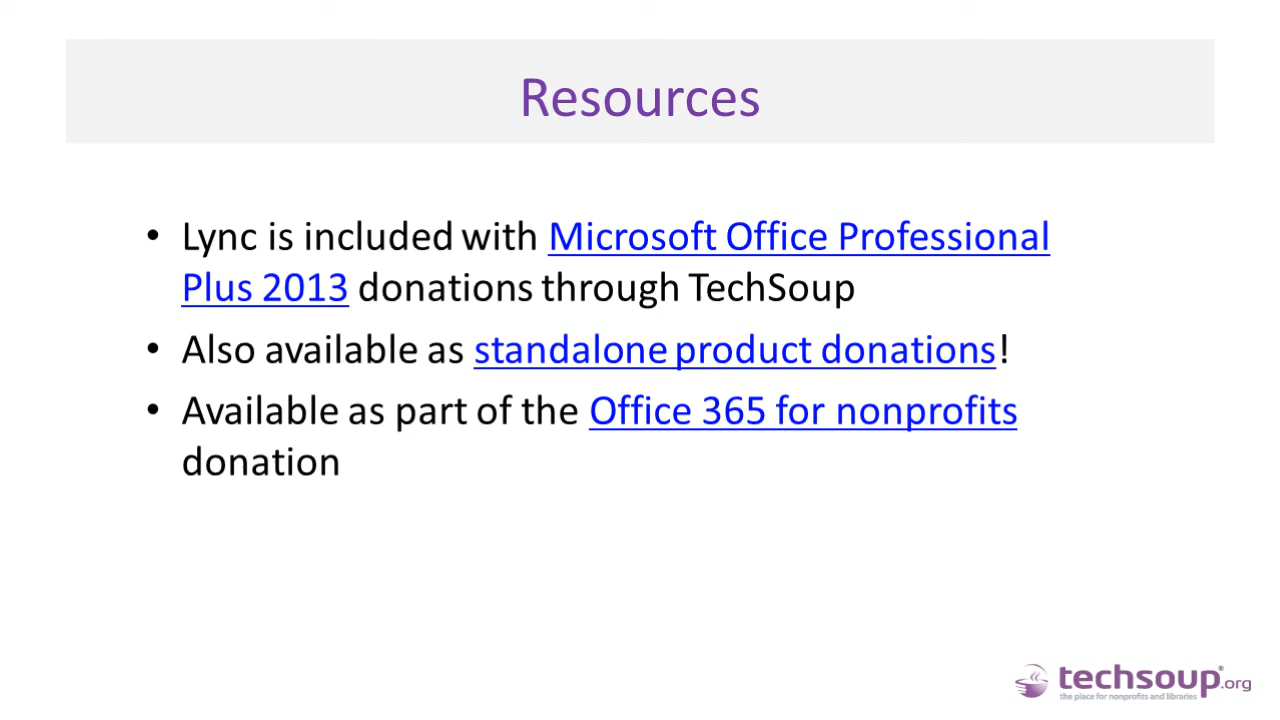 Resources
• Lync is included with Microsoft Office Professional
Plus 2013 donations through TechSoup
• Also available as standalone product donations!
• Available as part of the Office 365 for nonprofits
donation
techsoup®.org
the place for nonprofits and libraries